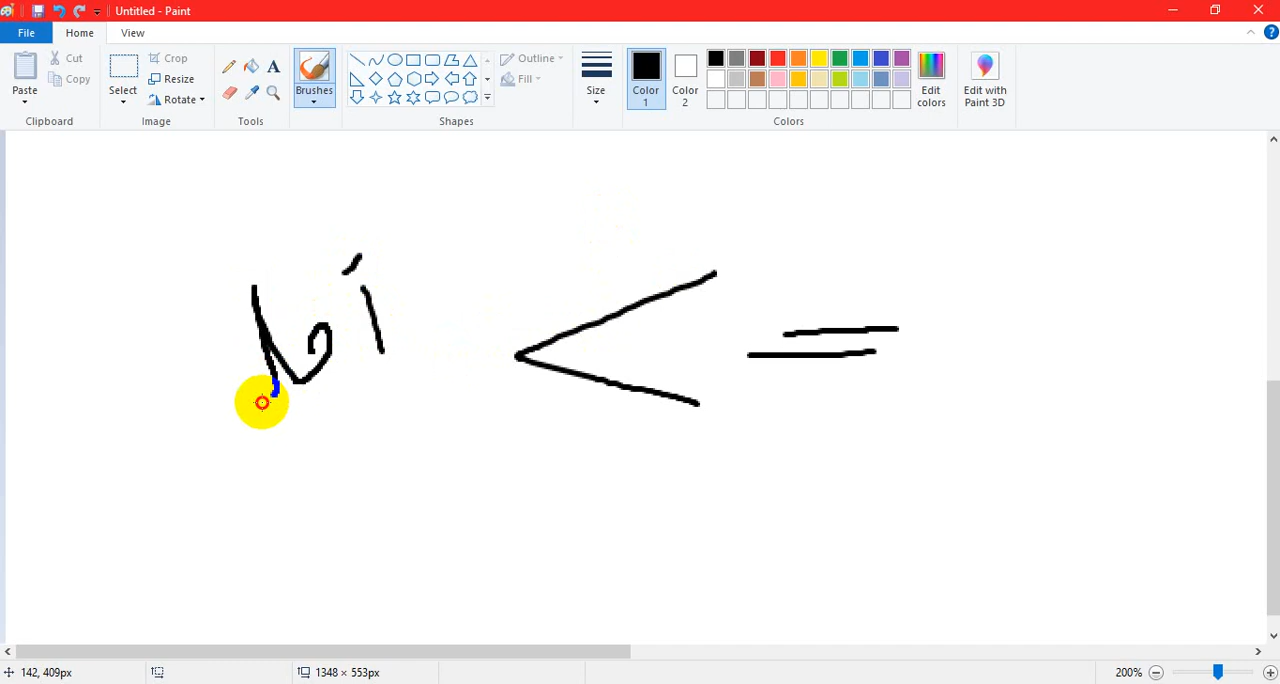 Untitled - Paint
File Home View
Paste
Cut
Copy
Clipboard
Select
Crop
Resize
Rotate
Image
A
Tools
Brushes
Shapes
Outline
Fill
Size
Color 1
Color 2
Edit colors
Colors
Edit with Paint 3D
?
<
=
142, 409px
1348 × 553px
200%